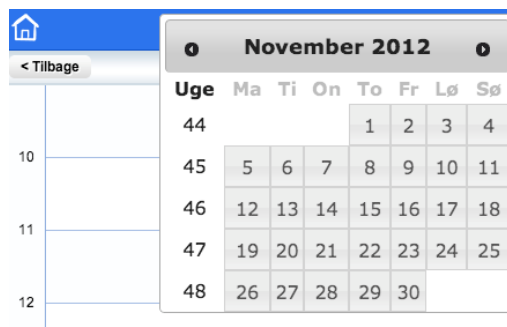 < Tilbage
10
11
12
November 2012
Uge Ma Ti On To Fr Lø Sø
44 1 2 3 4
45 5 6 7 8 9 10 11
46 12 13 14 15 16 17 18
47 19 20 21 22 23 24 25
48 26 27 28 29 30